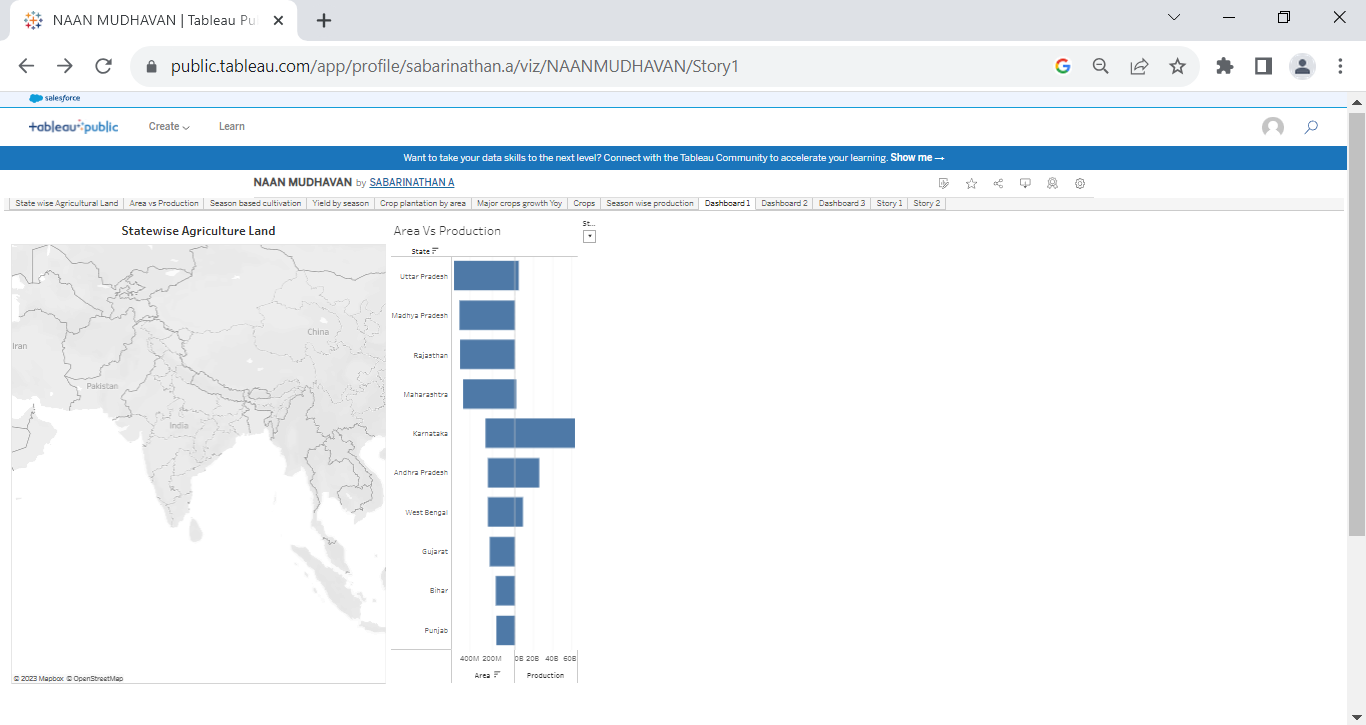 NAAN MUDHAVAN | Tableau Pu
public.tableau.com/app/profile/sabarinathan.a/viz/NAANMUDHAVAN/Story1
salesforce
+ableau public
Create Learn
Want to take your data skills to the next level? Connect with the Tableau Community to accelerate your learning. Show me →
NAAN MUDHAVAN by SABARINATHAN A
State wise Agricultural Land Area vs Production Season based cultivation Yield by season Crop plantation by area Major crops growth Yoy Crops Season wise production Dashboard 1 Dashboard 2 Dashboard 3 Story 1 Story 2
Statewise Agriculture Land
China
Iran
Pakistan
India
© 2023 Mapbox © OpenStreetMap
Area Vs Production
St...
State
Uttar Pradesh
Madhya Pradesh
Rajasthan
Maharashtra
Karnataka
Andhra Pradesh
West Bengal
Gujarat
Bihar
Punjab
400M 200M 0B 20B 40B 60B
Area Production